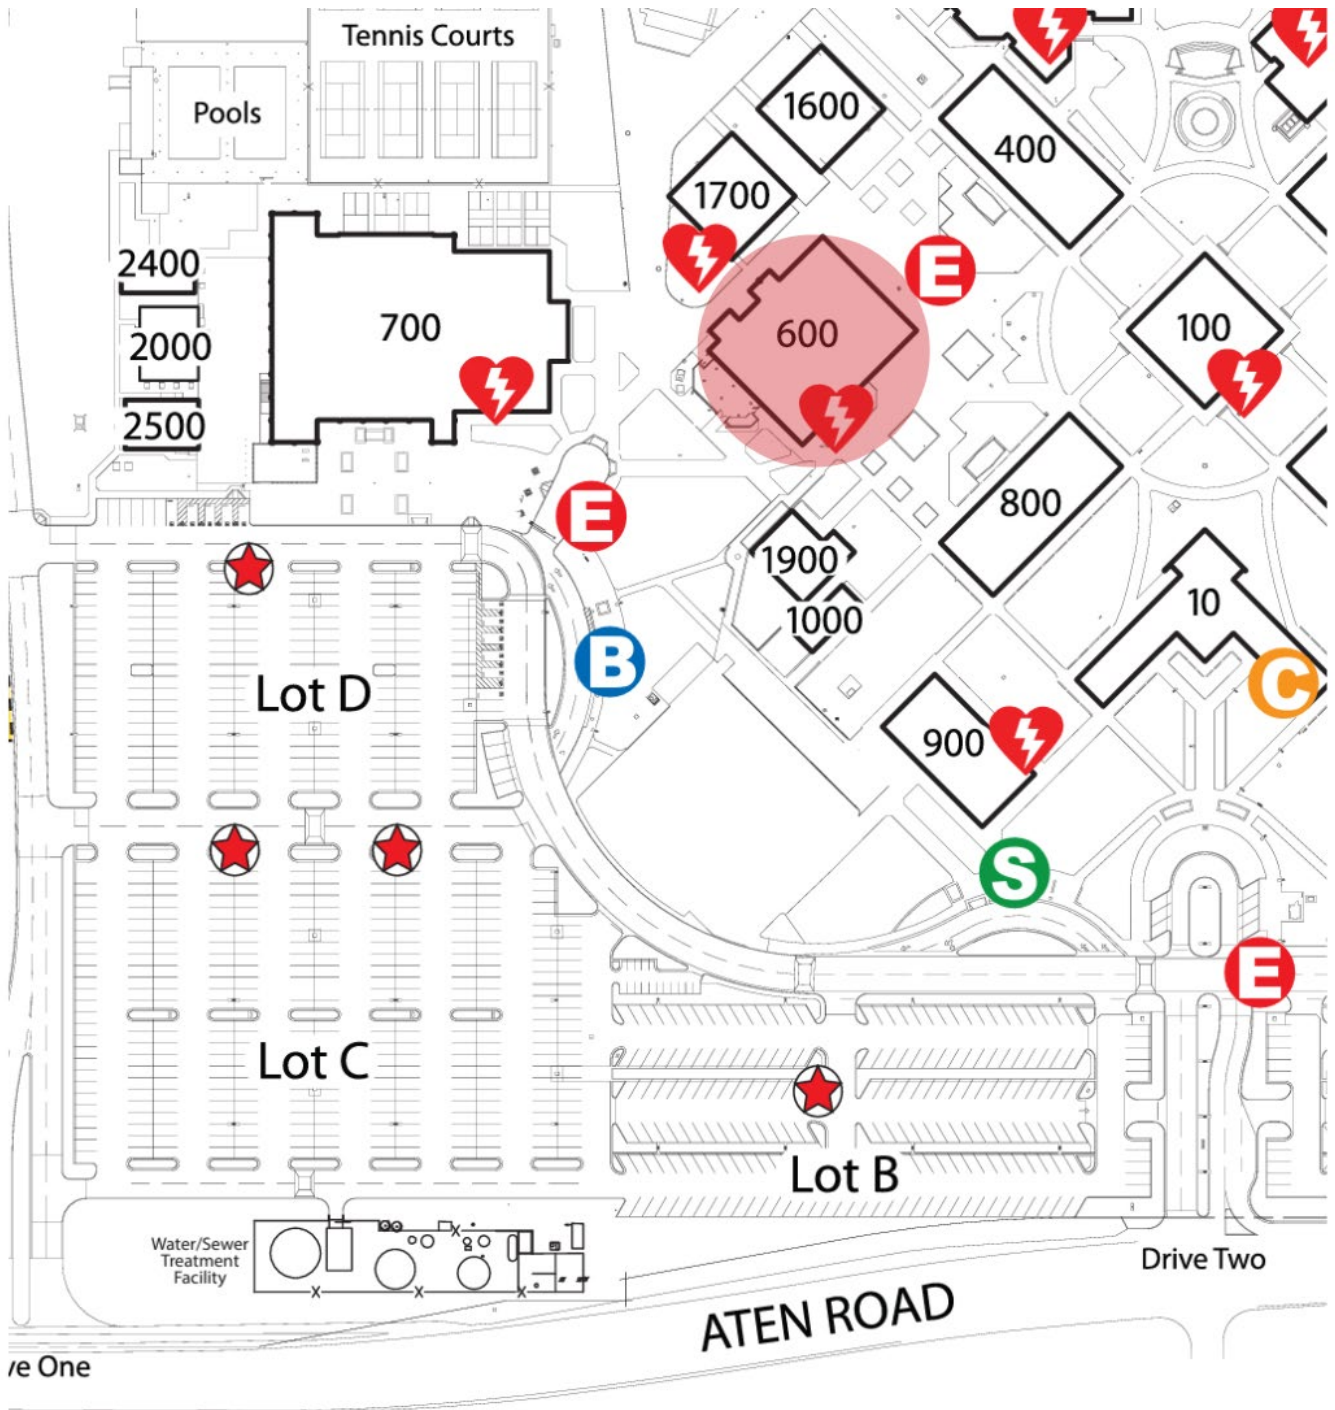 Tennis Courts
Pools
1600
400
1700
2400
2000
2500
700
600
E
100
E
800
1900
1000
10
B
C
Lot D
900
S
E
Lot C
Lot B
Water/Sewer
Treatment
Facility
Drive Two
ATEN ROAD
ve One